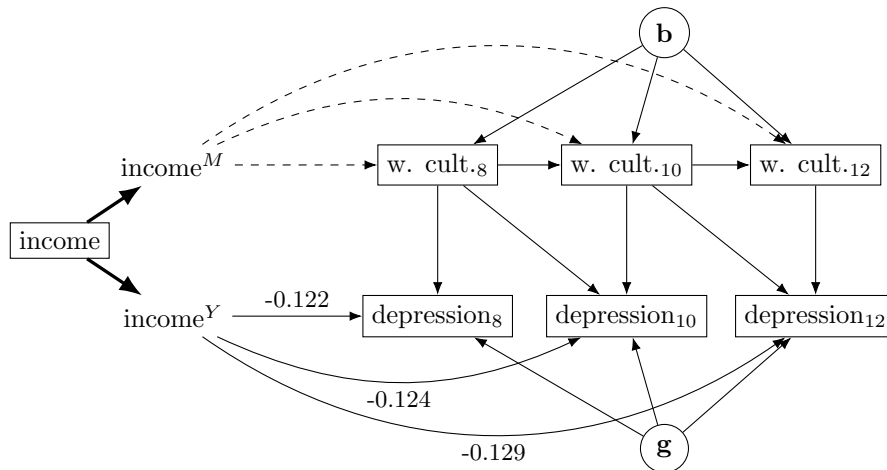 b
income^M
w. cult.₈
w. cult.₁₀
w. cult.₁₂
income
income^Y
-0.122
depression₈
depression₁₀
depression₁₂
-0.124
-0.129
g